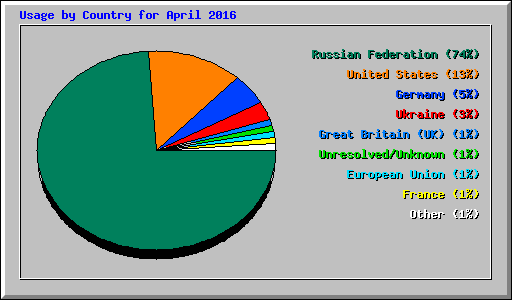 Usage by Country for April 2016
Russian Federation (74%)
United States (13%)
Germany (5%)
Ukraine (3%)
Great Britain (UK) (1%)
Unresolved/Unknown (1%)
European Union (1%)
France (1%)
Other (1%)